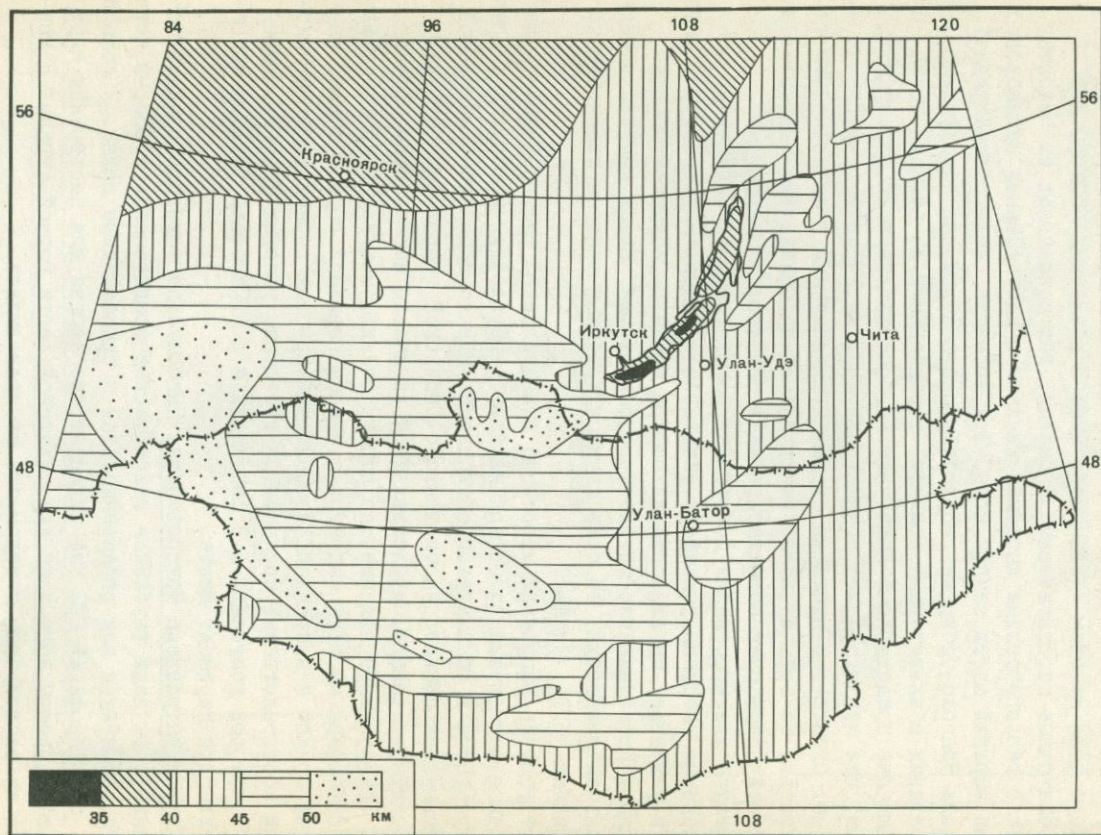 84 96 108 120
56 56
Красноярск
Иркутск
Чита
Улан-Удэ
48 48
Улан-Батор
35 40 45 50 км
108